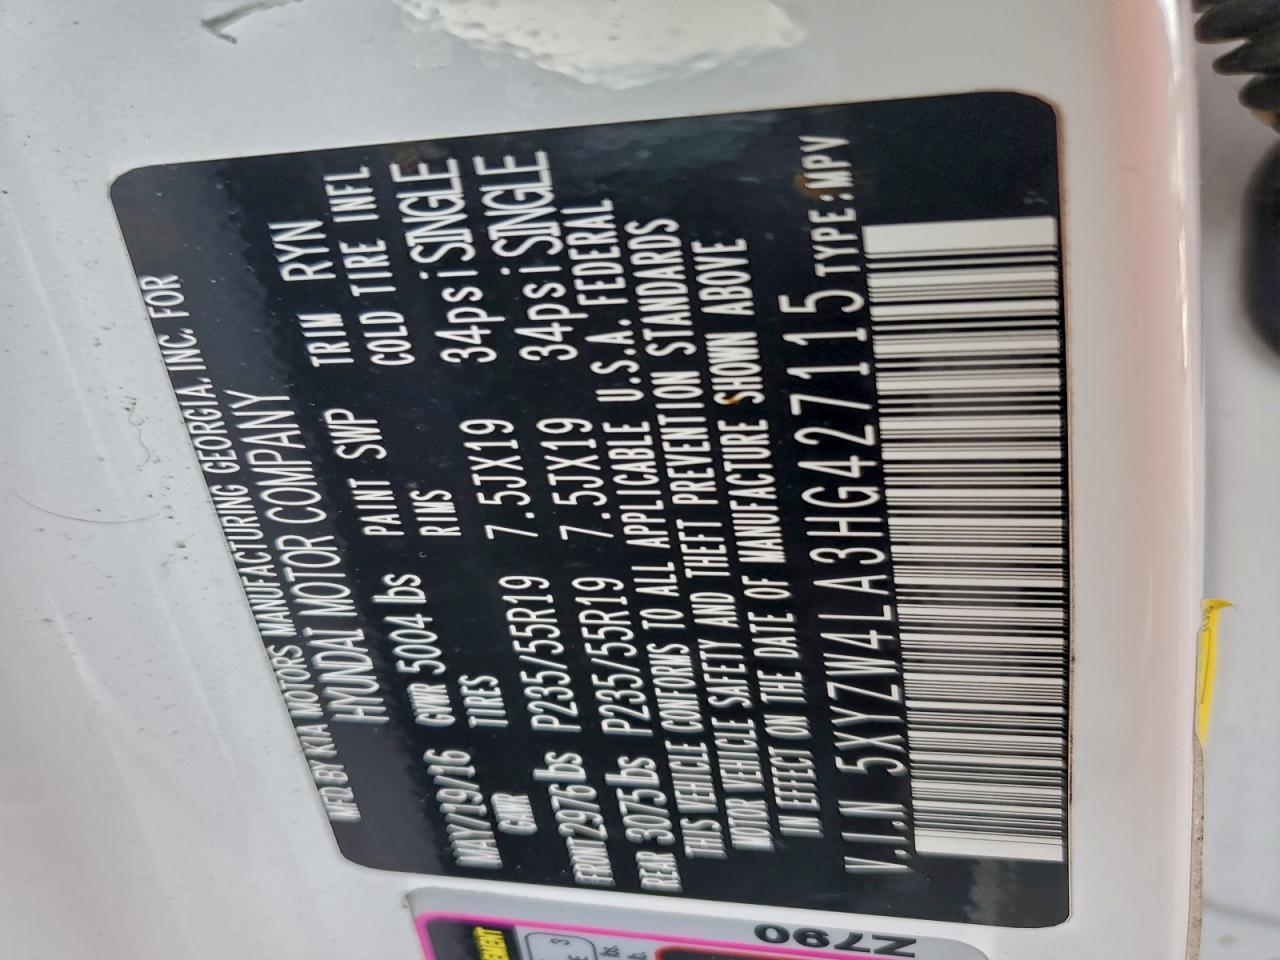 MFD BY KIA MOTORS MANUFACTURING GEORGIA, INC. FOR
HYUNDAI MOTOR COMPANY
MAY/19/16 GVWR 5004 lbs PAINT SWP TRIM RYN
GAWR TIRES RIMS COLD TIRE INFL
FRONT 2976 lbs P235/55R19 7.5JX19 34psi SINGLE
REAR 3075 lbs P235/55R19 7.5JX19 34psi SINGLE
THIS VEHICLE CONFORMS TO ALL APPLICABLE U.S.A. FEDERAL
MOTOR VEHICLE SAFETY AND THEFT PREVENTION STANDARDS
IN EFFECT ON THE DATE OF MANUFACTURE SHOWN ABOVE
V.I.N 5XYZW4LA3HG427115 TYPE:MPV
Z790